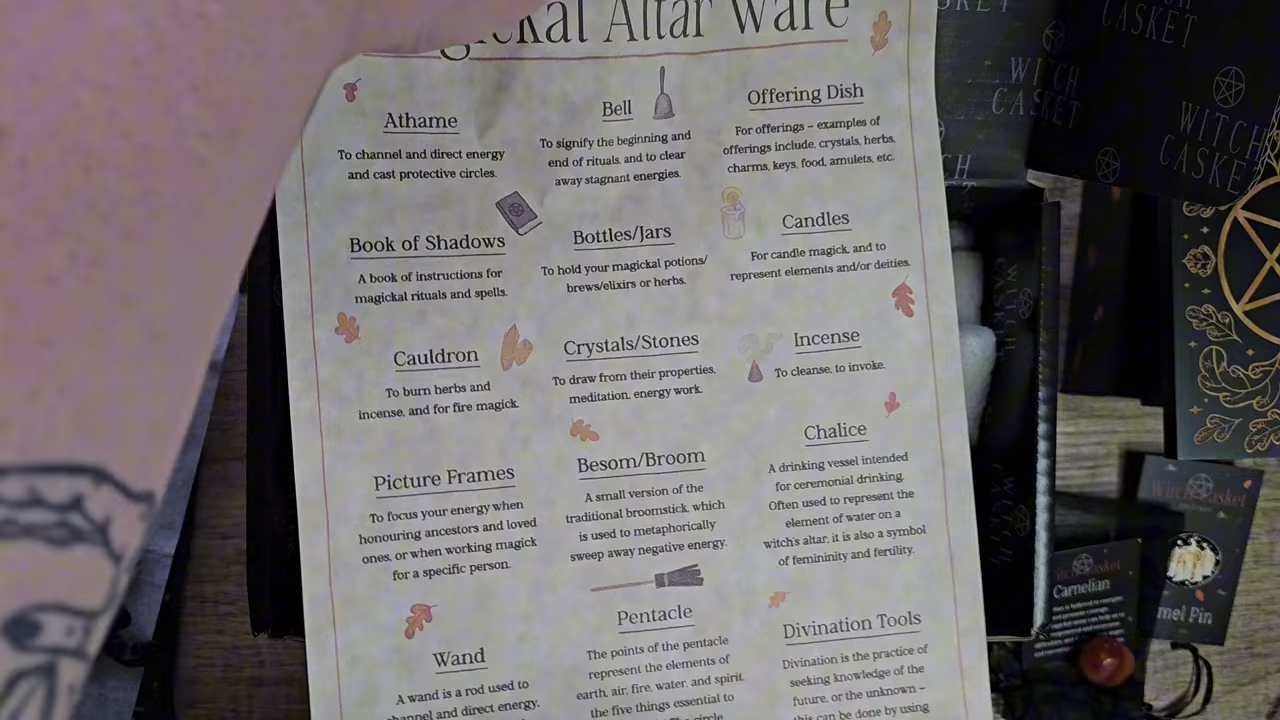 Altar Ware
Athame
To channel and direct energy
and cast protective circles.
Bell
To signify the beginning and
end of rituals, and to clear
away stagnant energies.
Offering Dish
For offerings – examples of
offerings include, crystals, herbs,
charms, keys, food, amulets, etc.
Book of Shadows
A book of instructions for
magickal rituals and spells.
Bottles/Jars
To hold your magickal potions/
brews/elixirs or herbs.
Candles
For candle magick, and to
represent elements and/or deities.
Cauldron
To burn herbs and
incense, and for fire magick.
Crystals/Stones
To draw from their properties,
meditation, energy work.
Incense
To cleanse, to invoke.
Picture Frames
To focus your energy when
honouring ancestors and loved
ones, or when working magick
for a specific person.
Besom/Broom
A small version of the
traditional broomstick, which
is used to metaphorically
sweep away negative energy.
Chalice
A drinking vessel intended
for ceremonial drinking.
Often used to represent the
element of water on a
witch's altar, it is also a symbol
of femininity and fertility.
Wand
A wand is a rod used to
channel and direct energy,
Pentacle
The points of the pentacle
represent the elements of
earth, air, fire, water, and spirit,
the five things essential to
circle
Divination Tools
Divination is the practice of
seeking knowledge of the
future, or the unknown –
this can be done by using
WITCH
CASKET
WITCH
CASKET
CASKET
Witch Casket
Carnelian
Pin